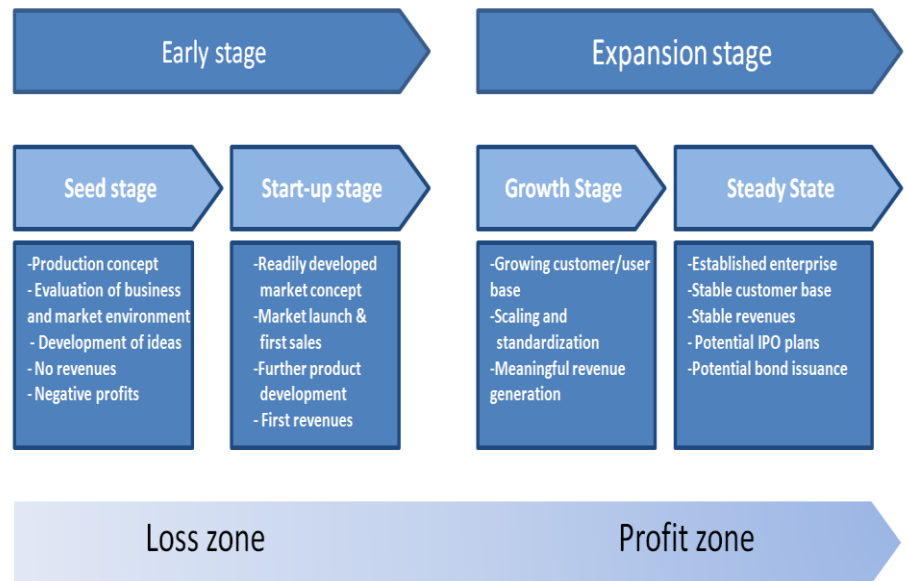 Early stage
Expansion stage
Seed stage
Start-up stage
Growth Stage
Steady State
-Production concept
- Evaluation of business
and market environment
- Development of ideas
- No revenues
- Negative profits
-Readily developed
market concept
-Market launch &
first sales
-Further product
development
- First revenues
-Growing customer/user
base
-Scaling and
standardization
-Meaningful revenue
generation
-Established enterprise
-Stable customer base
-Stable revenues
- Potential IPO plans
-Potential bond issuance
Loss zone
Profit zone